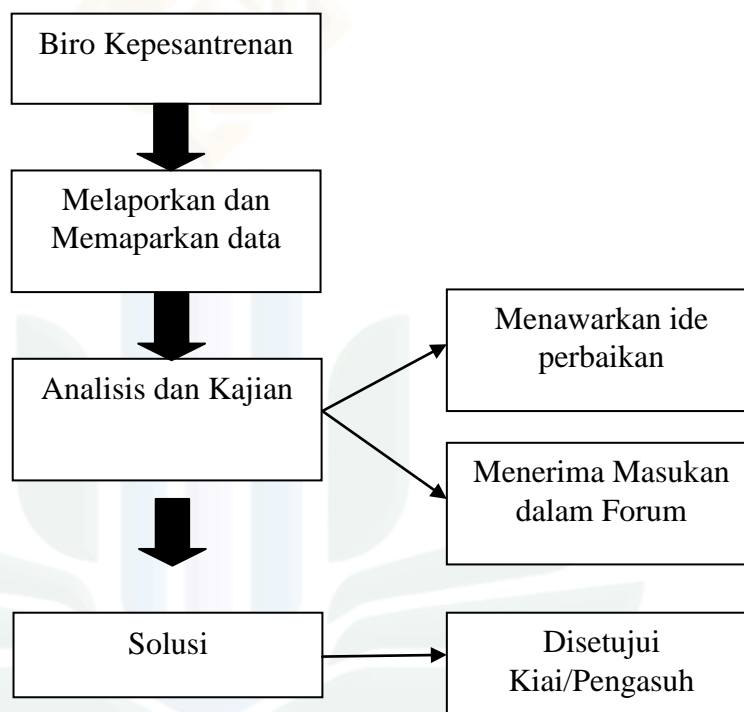 Biro Kepesantrenan
Melaporkan dan
Memaparkan data
Analisis dan Kajian
Menawarkan ide
perbaikan
Menerima Masukan
dalam Forum
Solusi
Disetujui
Kiai/Pengasuh